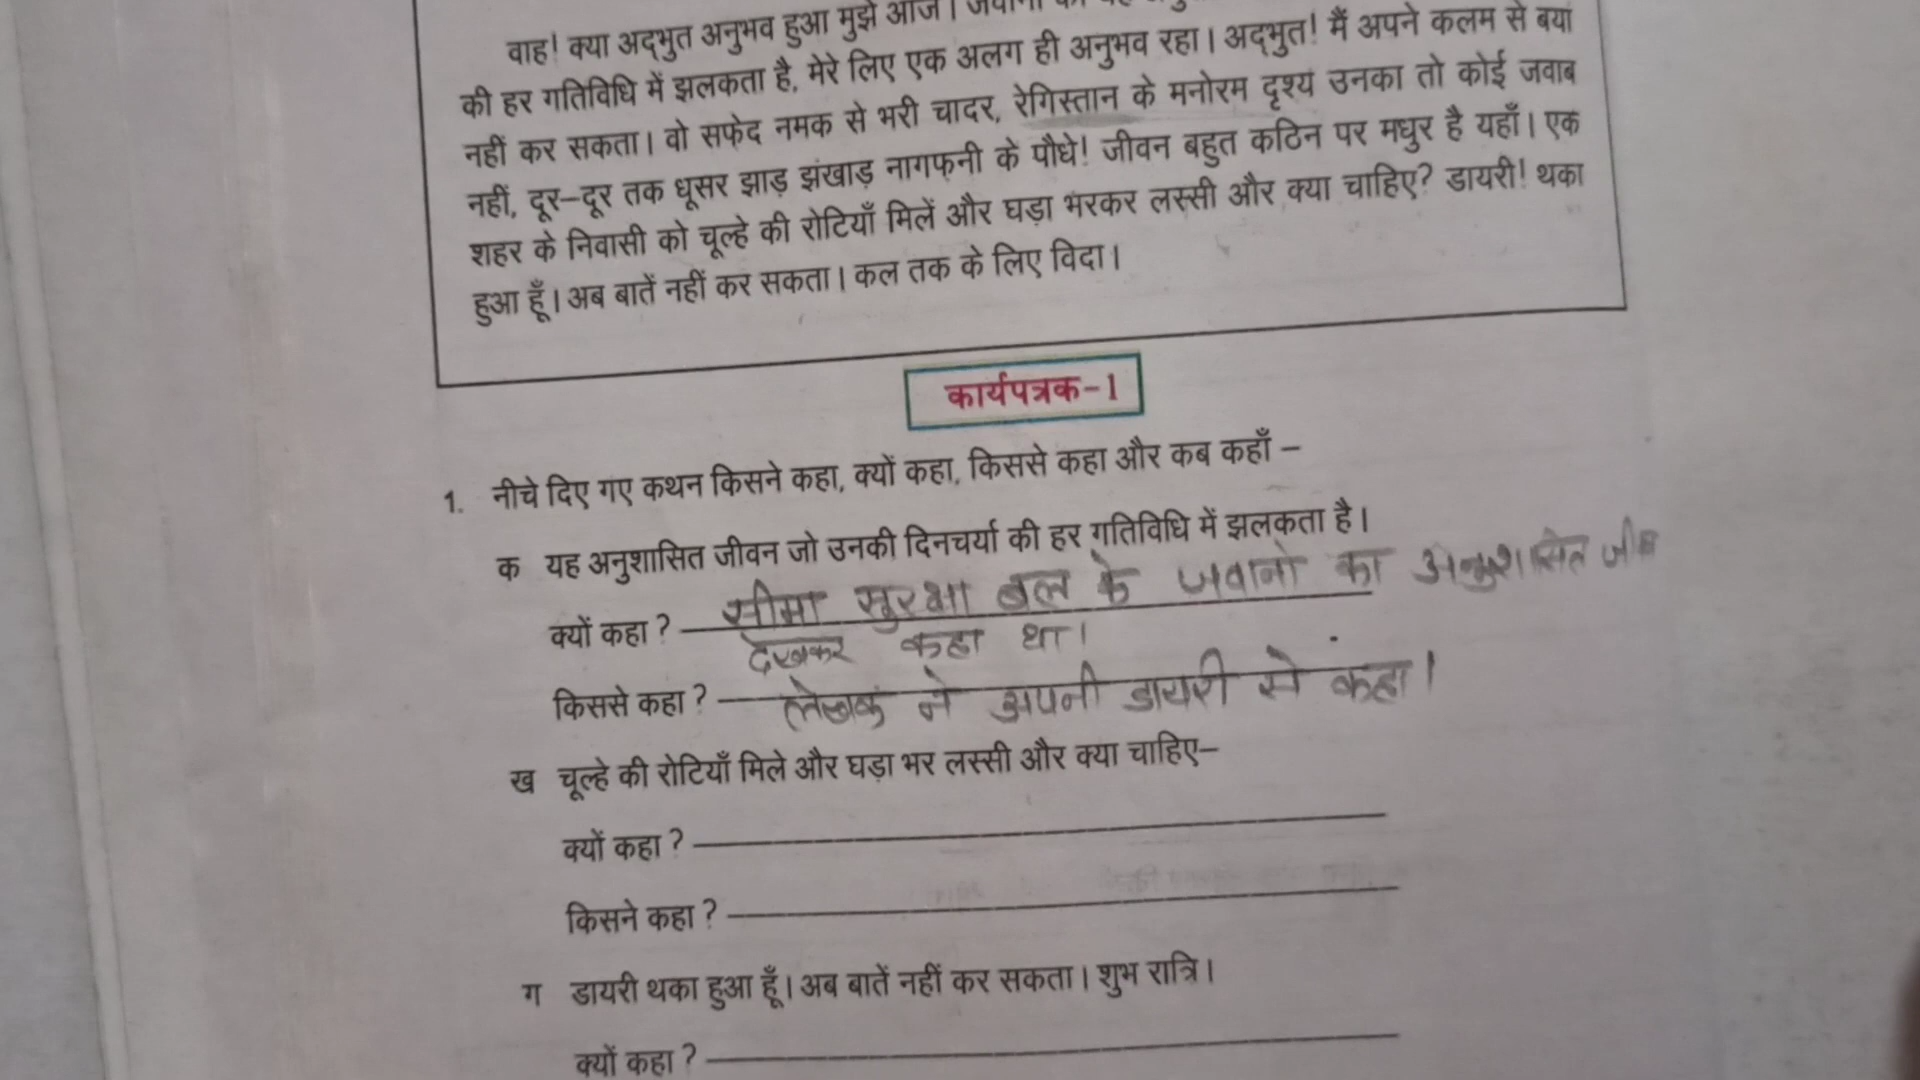 वाह! क्या अद्भुत अनुभव हुआ मुझे आज।
की हर गतिविधि में झलकता है, मेरे लिए एक अलग ही अनुभव रहा। अद्भुत! मैं अपने कलम से बयां
नहीं कर सकता। वो सफेद नमक से भरी चादर, रेगिस्तान के मनोरम दृश्य उनका तो कोई जवाब
नहीं, दूर-दूर तक धूसर झाड़ झंखाड़ नागफनी के पौधे! जीवन बहुत कठिन पर मधुर है यहाँ। एक
शहर के निवासी को चूल्हे की रोटियाँ मिलें और घड़ा भरकर लस्सी और क्या चाहिए? डायरी! थका
हुआ हूँ। अब बातें नहीं कर सकता। कल तक के लिए विदा।
कार्यपत्रक-1
1. नीचे दिए गए कथन किसने कहा, क्यों कहा, किससे कहा और कब कहाँ –
क यह अनुशासित जीवन जो उनकी दिनचर्या की हर गतिविधि में झलकता है।
क्यों कहा ? सीमा सुरक्षा बल के जवानो का अनुशासित
देखकर कहा था।
किससे कहा ? लेखक ने अपनी डायरी से कहा।
ख चूल्हे की रोटियाँ मिले और घड़ा भर लस्सी और क्या चाहिए–
क्यों कहा ?
किसने कहा ?
ग डायरी थका हुआ हूँ। अब बातें नहीं कर सकता। शुभ रात्रि।
क्यों कहा ?